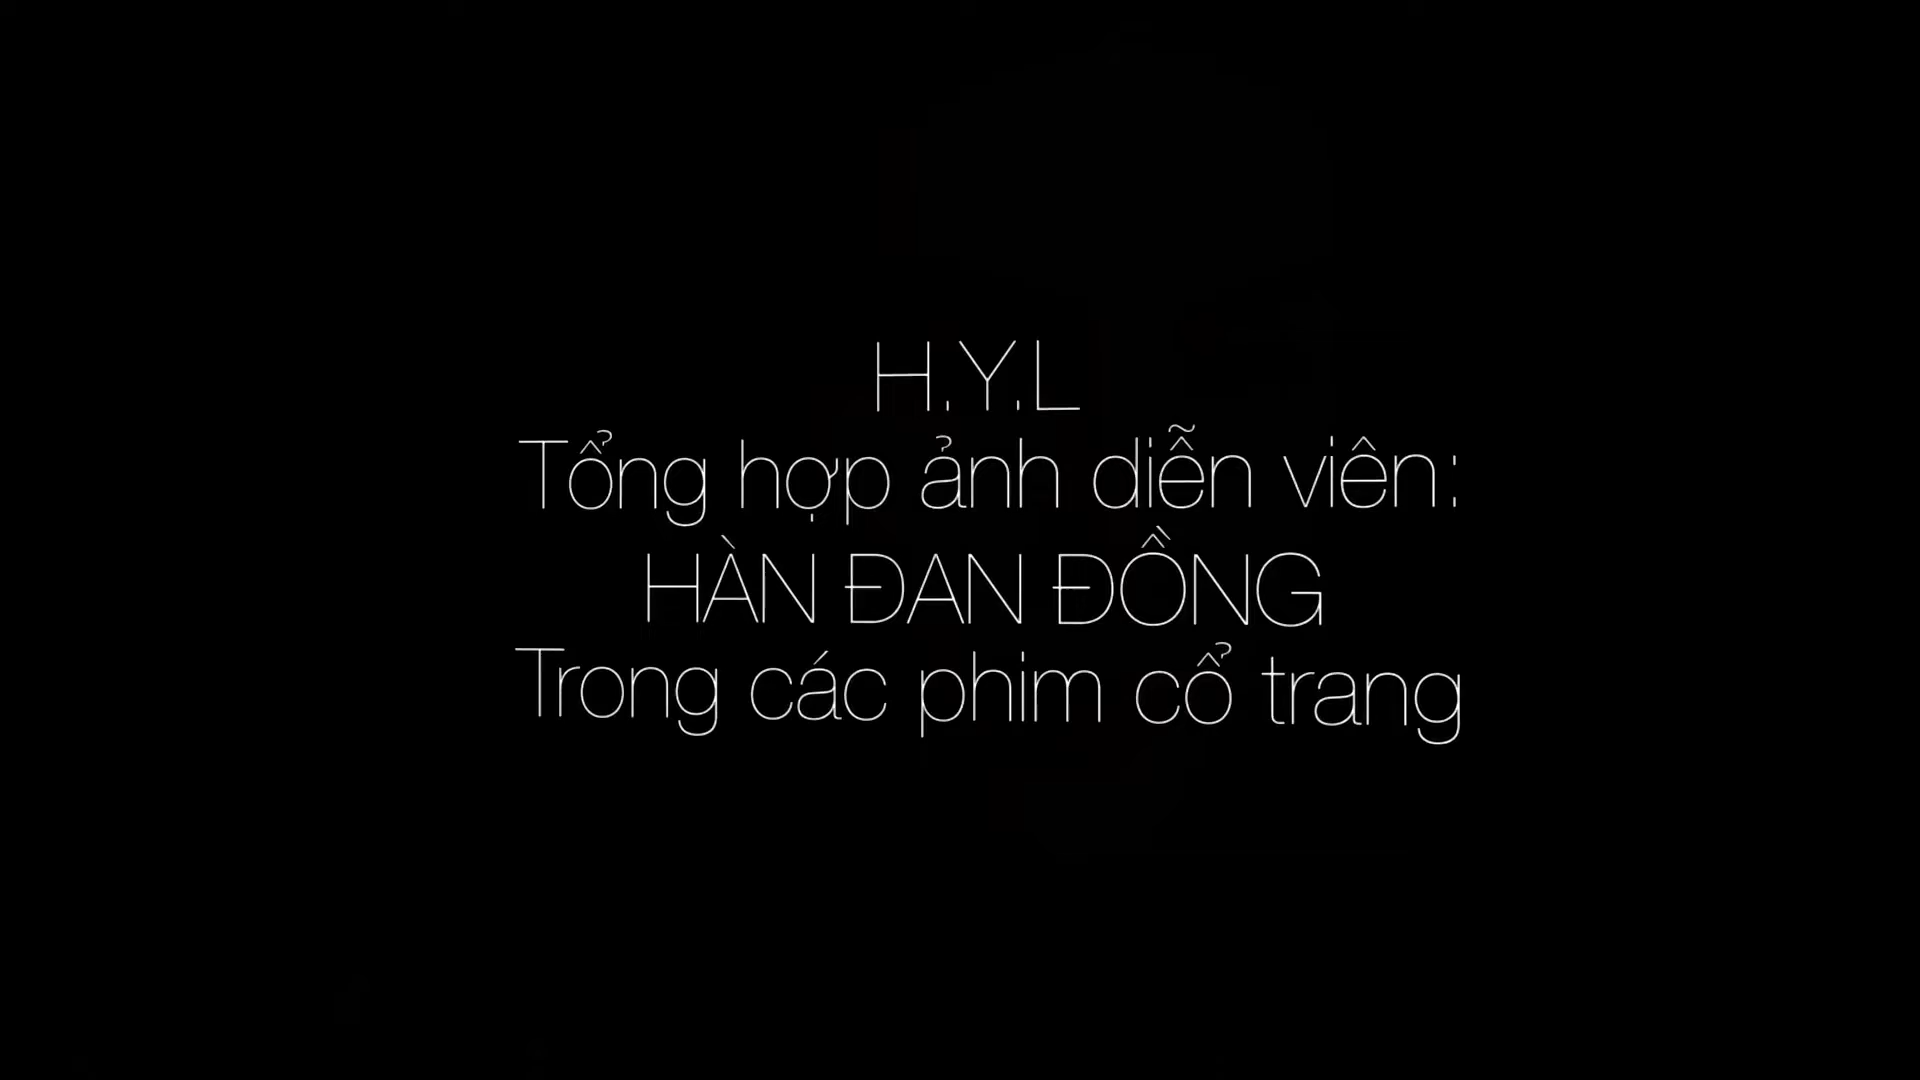 H.Y.L
Tổng hợp ảnh diễn viên:
HÀN ĐAN ĐỒNG
Trong các phim cổ trang